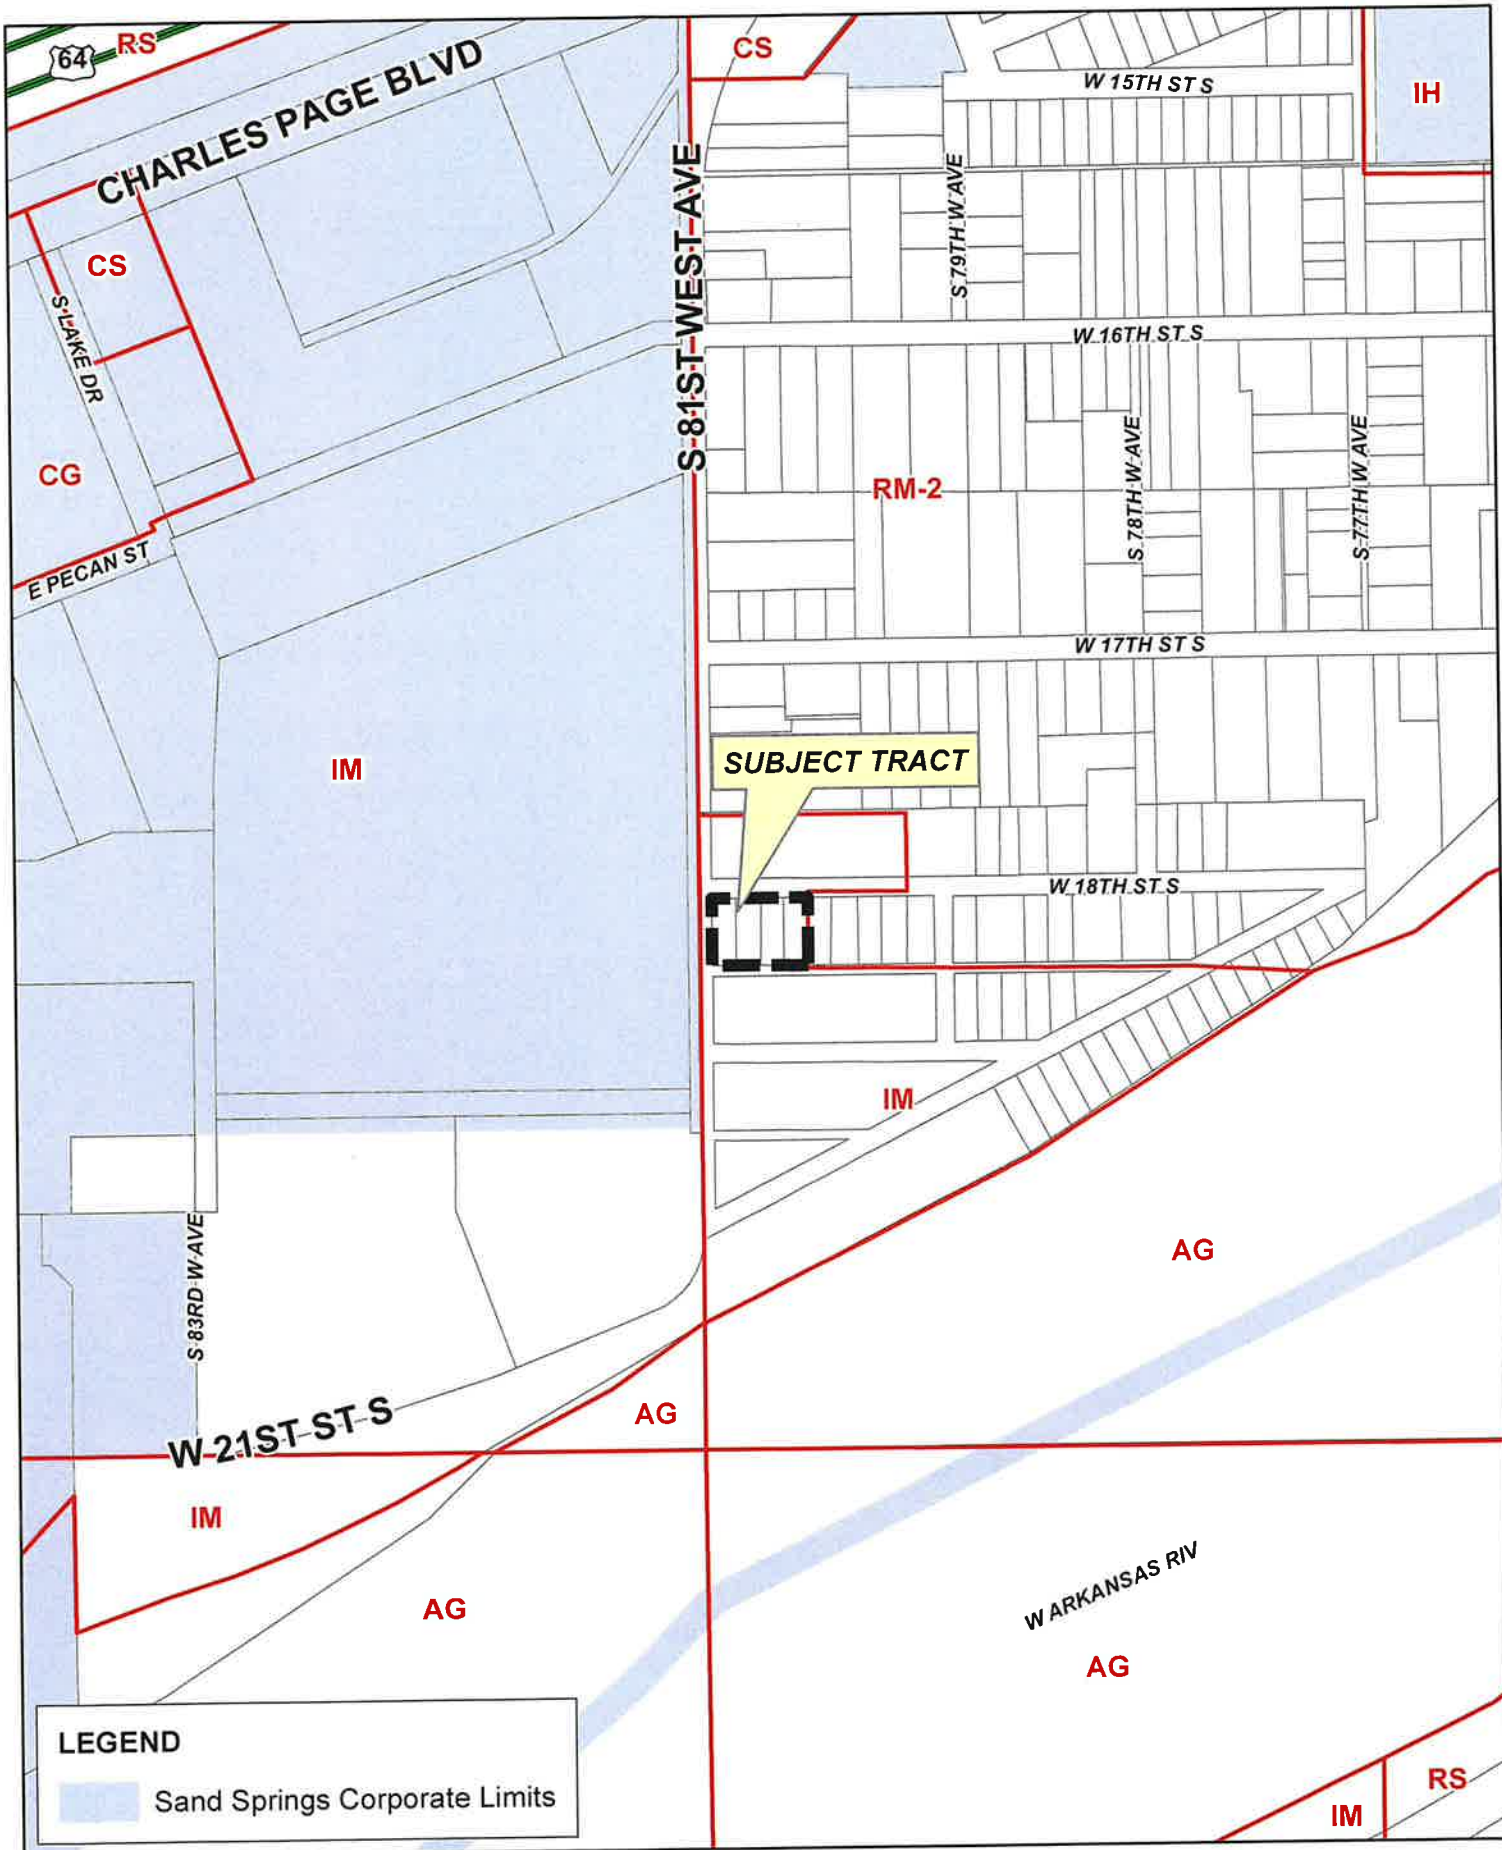 64
RS
CS
W 15TH ST S
IH
CHARLES PAGE BLVD
S 81ST WEST AVE
S 79TH W AVE
CS
S LAKE DR
W 16TH ST S
CG
RM-2
S 78TH W AVE
S 77TH W AVE
E PECAN ST
W 17TH ST S
IM
SUBJECT TRACT
W 18TH ST S
IM
AG
S 83RD W AVE
W 21ST ST S
AG
IM
AG
W ARKANSAS RIV
AG
LEGEND
Sand Springs Corporate Limits
RS
IM